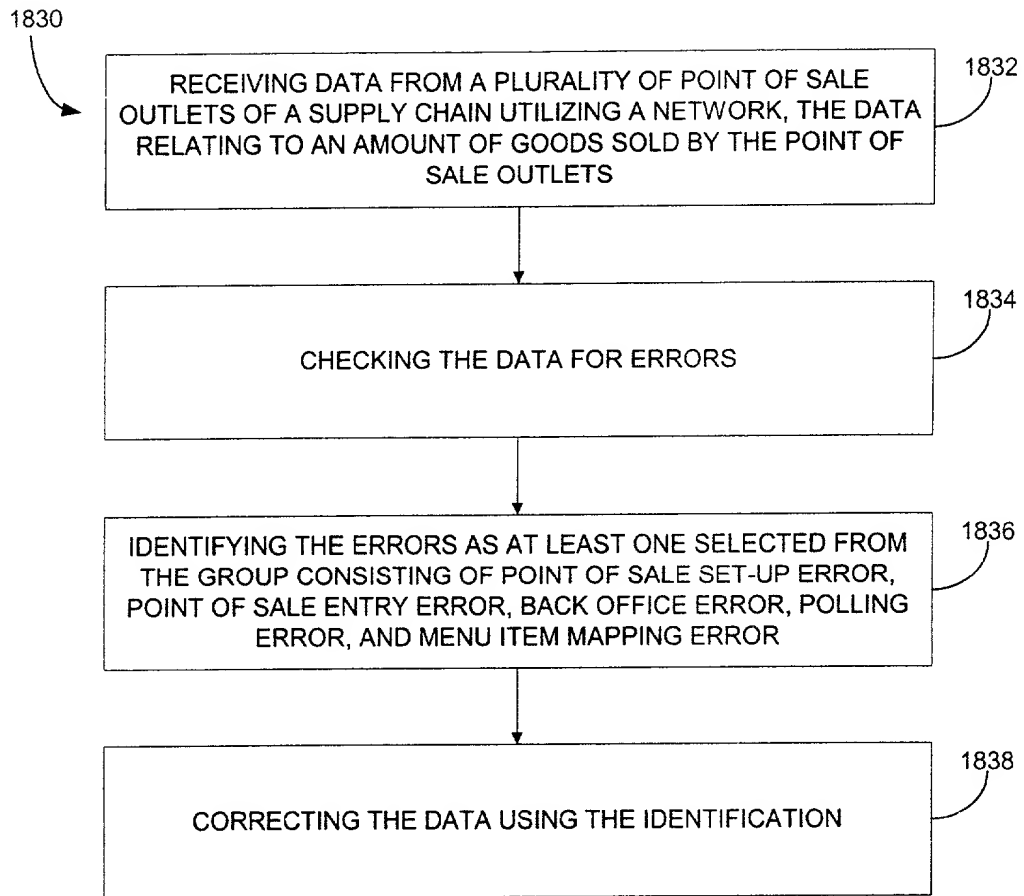 1830
RECEIVING DATA FROM A PLURALITY OF POINT OF SALE
OUTLETS OF A SUPPLY CHAIN UTILIZING A NETWORK, THE DATA
RELATING TO AN AMOUNT OF GOODS SOLD BY THE POINT OF
SALE OUTLETS
1832
CHECKING THE DATA FOR ERRORS
1834
IDENTIFYING THE ERRORS AS AT LEAST ONE SELECTED FROM
THE GROUP CONSISTING OF POINT OF SALE SET-UP ERROR,
POINT OF SALE ENTRY ERROR, BACK OFFICE ERROR, POLLING
ERROR, AND MENU ITEM MAPPING ERROR
1836
CORRECTING THE DATA USING THE IDENTIFICATION
1838